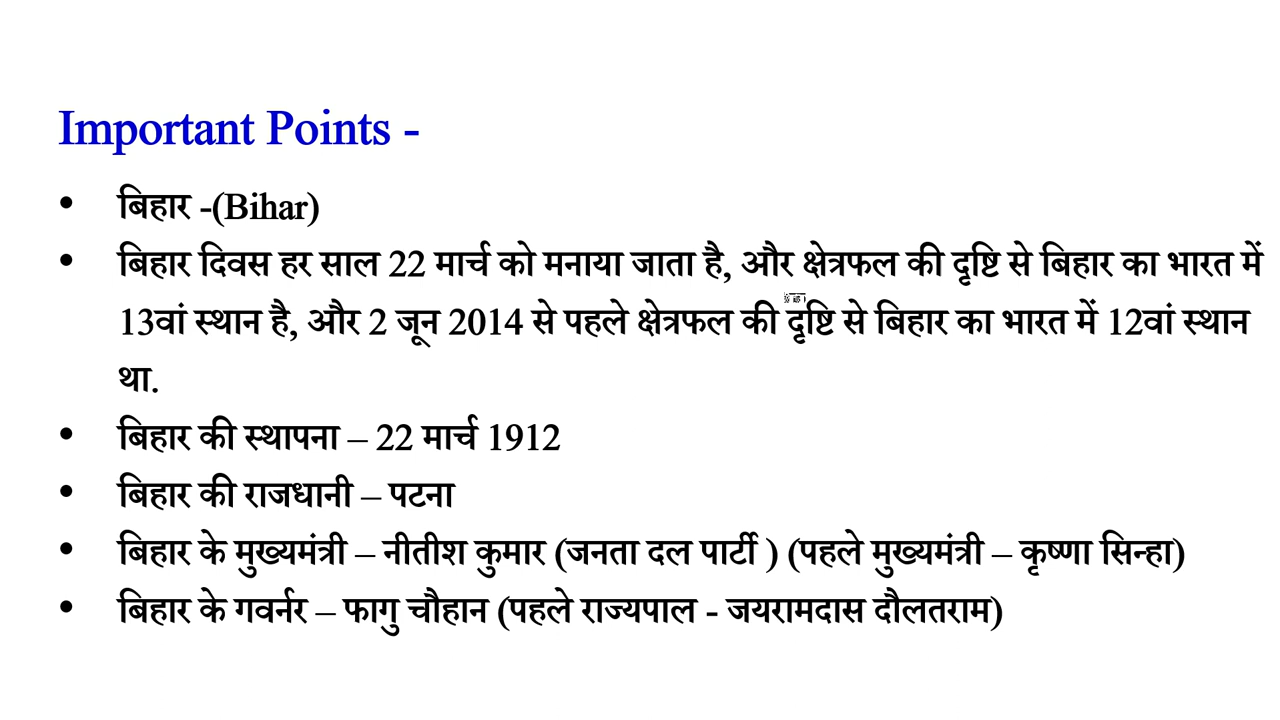 Important Points -
• बिहार -(Bihar)
• बिहार दिवस हर साल 22 मार्च को मनाया जाता है, और क्षेत्रफल की दृष्टि से बिहार का भारत में
13वां स्थान है, और 2 जून 2014 से पहले क्षेत्रफल की दृष्टि से बिहार का भारत में 12वां स्थान
था.
• बिहार की स्थापना – 22 मार्च 1912
• बिहार की राजधानी – पटना
• बिहार के मुख्यमंत्री – नीतीश कुमार (जनता दल पार्टी ) (पहले मुख्यमंत्री – कृष्णा सिन्हा)
• बिहार के गवर्नर – फागु चौहान (पहले राज्यपाल - जयरामदास दौलतराम)